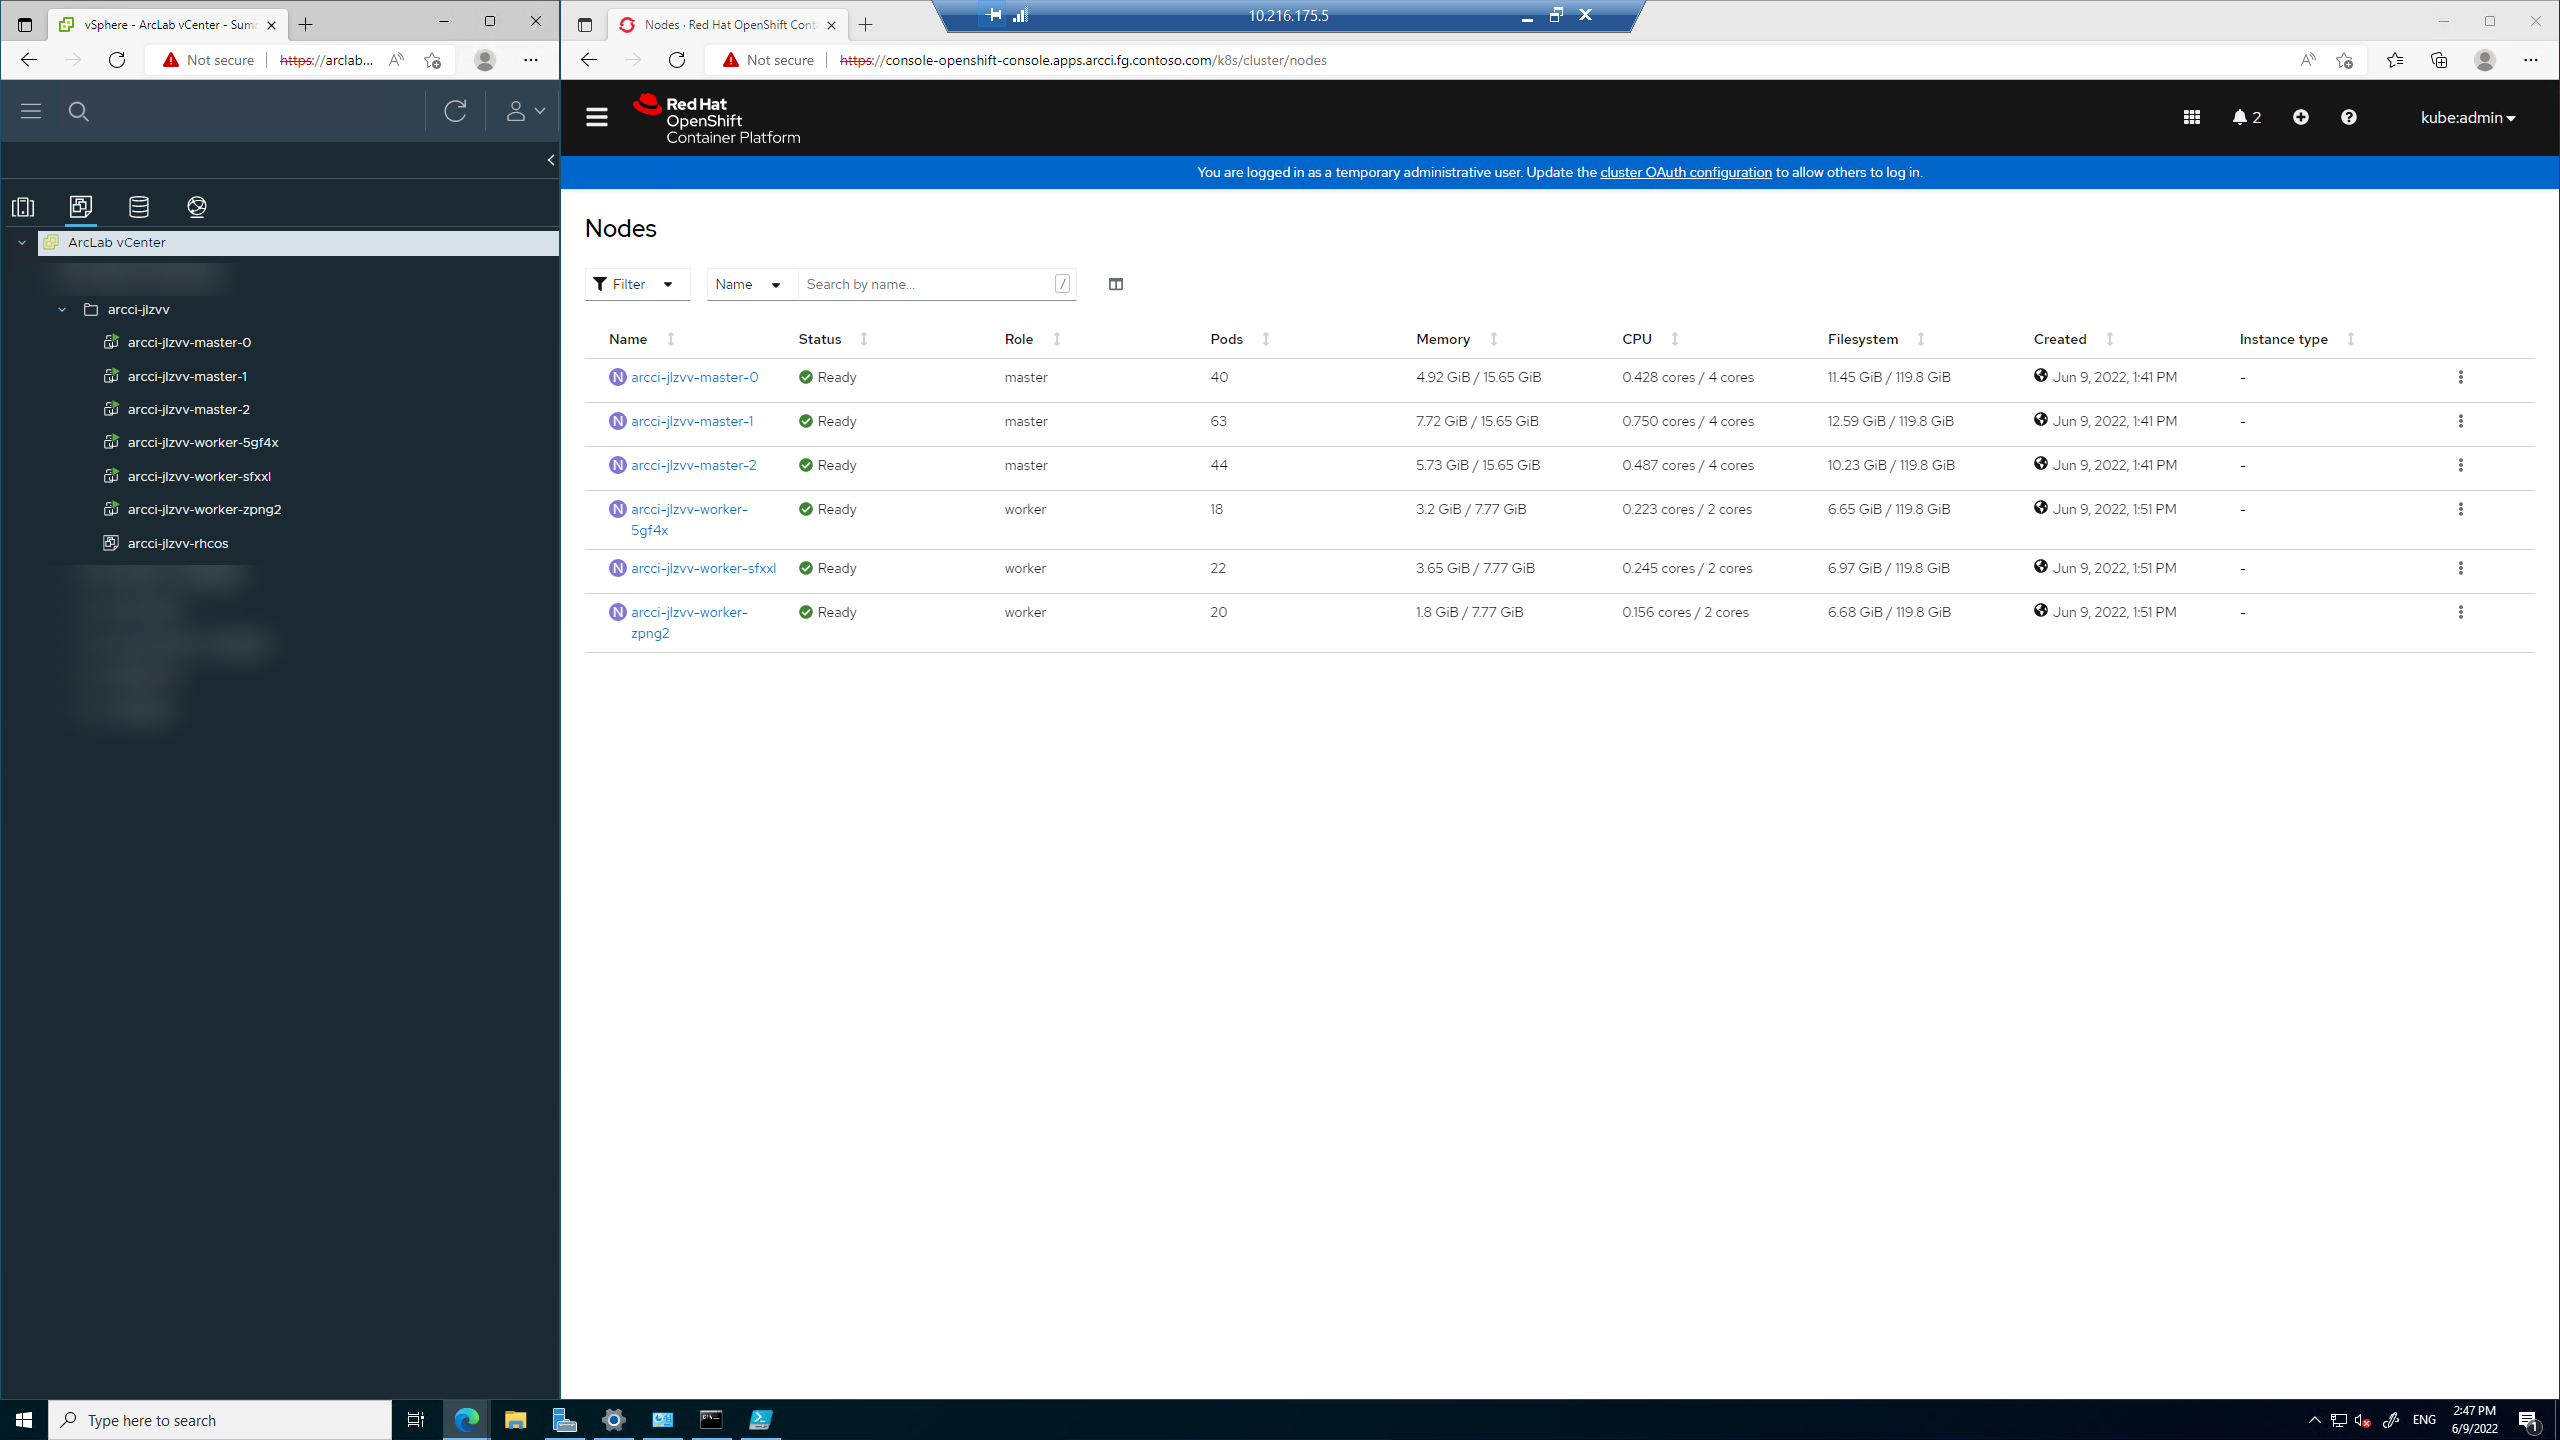 vSphere - ArcLab vCenter - Sum
Not secure
https://arclab...
ArcLab vCenter
arcci-jlzvv
arcci-jlzvv-master-0
arcci-jlzvv-master-1
arcci-jlzvv-master-2
arcci-jlzvv-worker-5gf4x
arcci-jlzvv-worker-sfxxl
arcci-jlzvv-worker-zpng2
arcci-jlzvv-rhcos
10.216.175.5
Nodes · Red Hat OpenShift Cont
Not secure
https://console-openshift-console.apps.arcci.fg.contoso.com/k8s/cluster/nodes
Red Hat
OpenShift
Container Platform
2
kube:admin
You are logged in as a temporary administrative user. Update the cluster OAuth configuration to allow others to log in.
Nodes
Filter
Name
Search by name...
/
Name Status Role Pods Memory CPU Filesystem Created Instance type
N arcci-jlzvv-master-0 Ready master 40 4.92 GiB / 15.65 GiB 0.428 cores / 4 cores 11.45 GiB / 119.8 GiB Jun 9, 2022, 1:41 PM -
N arcci-jlzvv-master-1 Ready master 63 7.72 GiB / 15.65 GiB 0.750 cores / 4 cores 12.59 GiB / 119.8 GiB Jun 9, 2022, 1:41 PM -
N arcci-jlzvv-master-2 Ready master 44 5.73 GiB / 15.65 GiB 0.487 cores / 4 cores 10.23 GiB / 119.8 GiB Jun 9, 2022, 1:41 PM -
N arcci-jlzvv-worker- Ready worker 18 3.2 GiB / 7.77 GiB 0.223 cores / 2 cores 6.65 GiB / 119.8 GiB Jun 9, 2022, 1:51 PM -
5gf4x
N arcci-jlzvv-worker-sfxxl Ready worker 22 3.65 GiB / 7.77 GiB 0.245 cores / 2 cores 6.97 GiB / 119.8 GiB Jun 9, 2022, 1:51 PM -
N arcci-jlzvv-worker- Ready worker 20 1.8 GiB / 7.77 GiB 0.156 cores / 2 cores 6.68 GiB / 119.8 GiB Jun 9, 2022, 1:51 PM -
zpng2
Type here to search
ENG
2:47 PM
6/9/2022
1